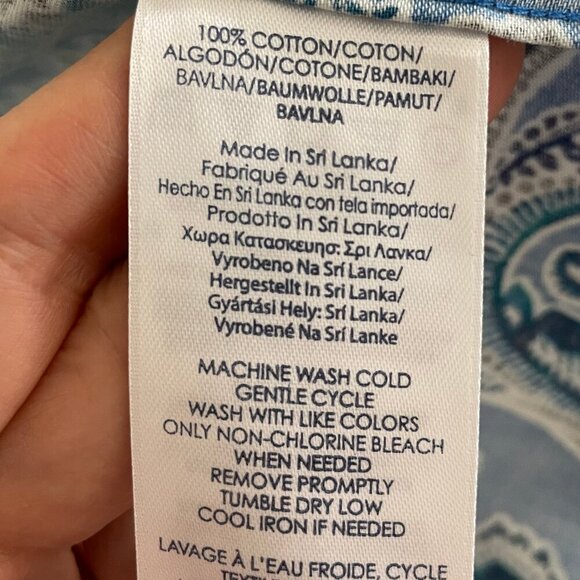 100% COTTON/COTON/
ALGODÓN/COTONE/BAMBAKI/
BAVLNA/BAUMWOLLE/PAMUT/
BAVLNA
Made In Sri Lanka/
Fabriqué Au Sri Lanka/
Hecho En Sri Lanka con tela importada/
Prodotto In Sri Lanka/
Χωρα Κατασκευησ: Σρι Λανκα/
Vyrobeno Na Srí Lance/
Hergestellt In Sri Lanka/
Gyártási Hely: Srí Lanka/
Vyrobené Na Srí Lanke
MACHINE WASH COLD
GENTLE CYCLE
WASH WITH LIKE COLORS
ONLY NON-CHLORINE BLEACH
WHEN NEEDED
REMOVE PROMPTLY
TUMBLE DRY LOW
COOL IRON IF NEEDED
LAVAGE À L'EAU FROIDE, CYCLE